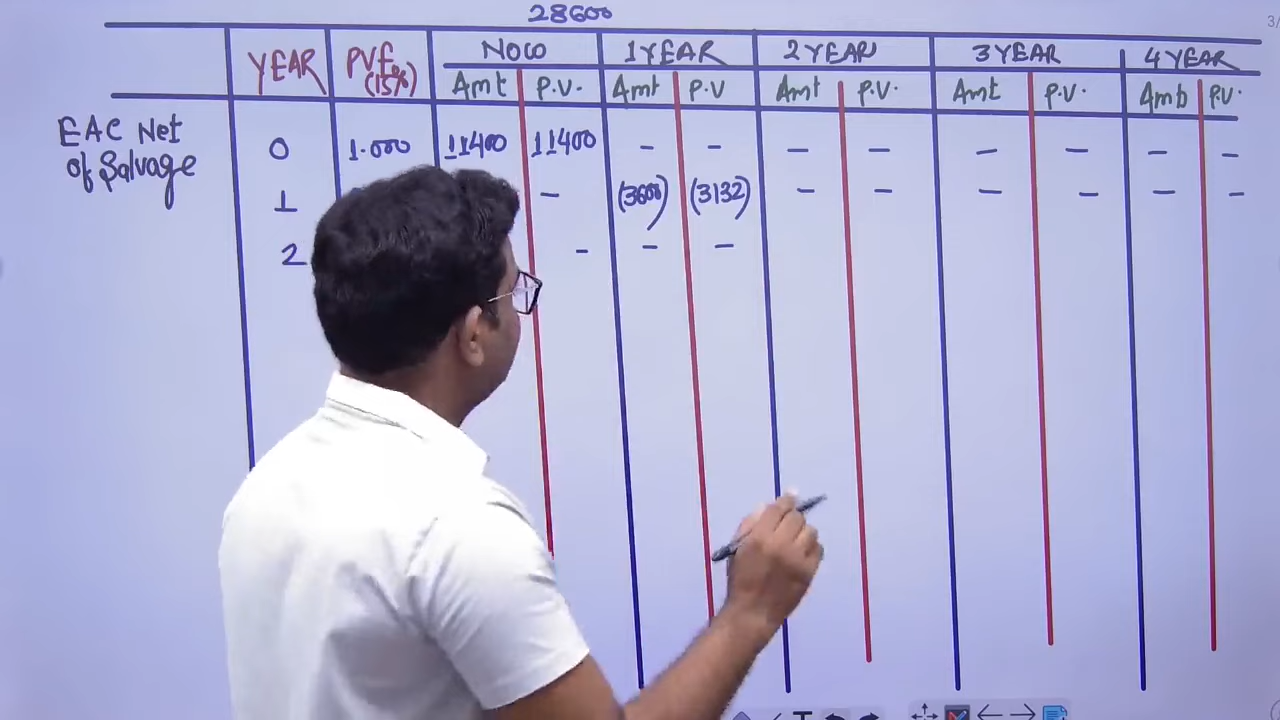 28600
YEAR PVF (15%) NOW 1 YEAR 2 YEAR 3 YEAR 4 YEAR
Amt P.V. Amt P.V Amt P.V. Amt P.V. Amt P.V.
EAC Net of Salvage 0 1.000 11400 11400 - - - - - - - -
1 - (3600) (3132) - - - - - -
2 - - -